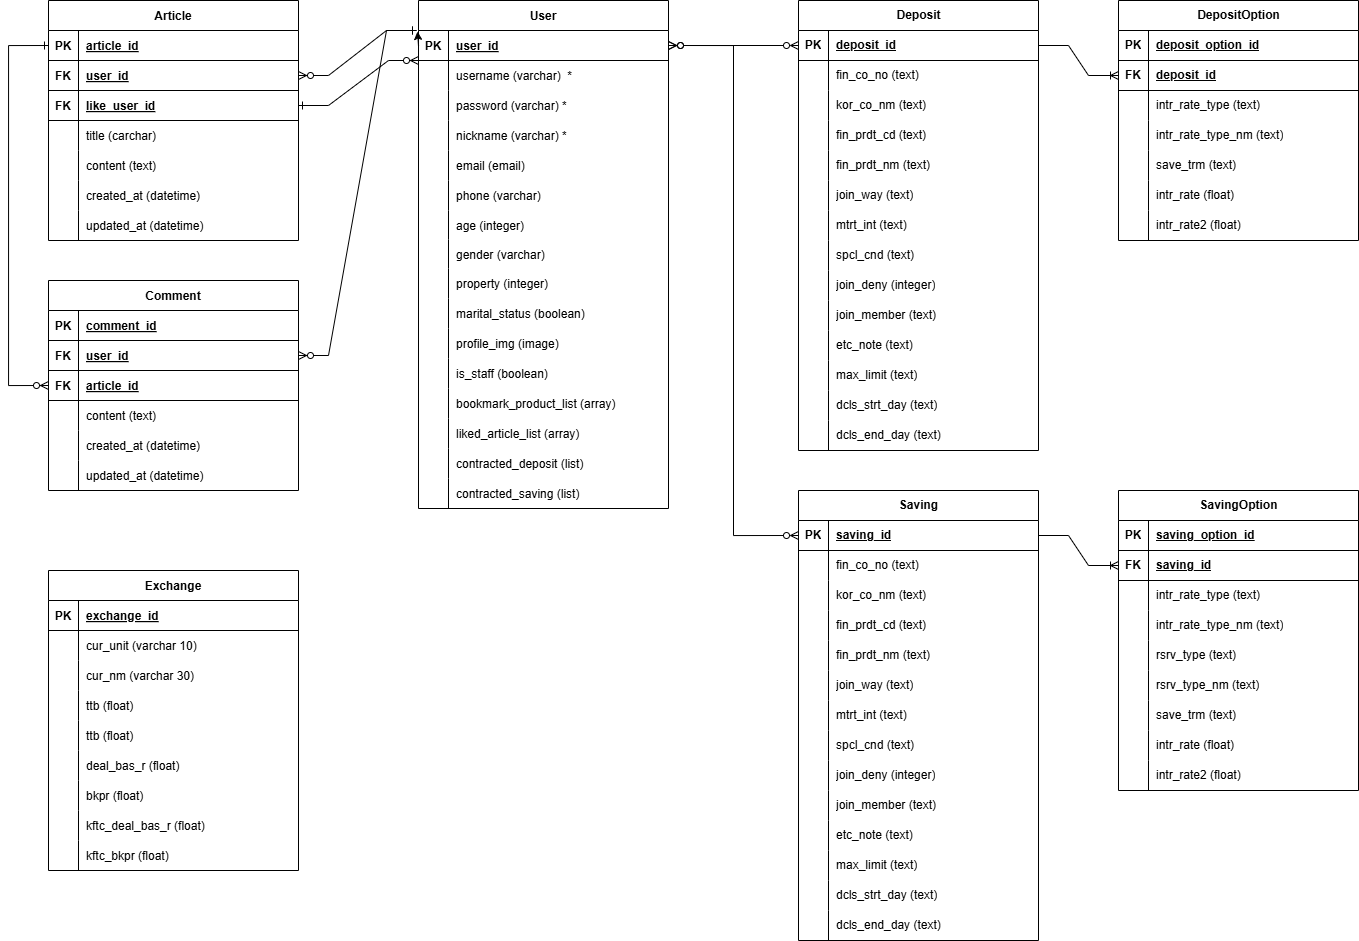 Article
PK article_id
FK user_id
FK like_user_id
title (carchar)
content (text)
created_at (datetime)
updated_at (datetime)
Comment
PK comment_id
FK user_id
FK article_id
content (text)
created_at (datetime)
updated_at (datetime)
Exchange
PK exchange_id
cur_unit (varchar 10)
cur_nm (varchar 30)
ttb (float)
ttb (float)
deal_bas_r (float)
bkpr (float)
kftc_deal_bas_r (float)
kftc_bkpr (float)
User
PK user_id
username (varchar) *
password (varchar) *
nickname (varchar) *
email (email)
phone (varchar)
age (integer)
gender (varchar)
property (integer)
marital_status (boolean)
profile_img (image)
is_staff (boolean)
bookmark_product_list (array)
liked_article_list (array)
contracted_deposit (list)
contracted_saving (list)
Deposit
PK deposit_id
fin_co_no (text)
kor_co_nm (text)
fin_prdt_cd (text)
fin_prdt_nm (text)
join_way (text)
mtrt_int (text)
spcl_cnd (text)
join_deny (integer)
join_member (text)
etc_note (text)
max_limit (text)
dcls_strt_day (text)
dcls_end_day (text)
DepositOption
PK deposit_option_id
FK deposit_id
intr_rate_type (text)
intr_rate_type_nm (text)
save_trm (text)
intr_rate (float)
intr_rate2 (float)
Saving
PK saving_id
fin_co_no (text)
kor_co_nm (text)
fin_prdt_cd (text)
fin_prdt_nm (text)
join_way (text)
mtrt_int (text)
spcl_cnd (text)
join_deny (integer)
join_member (text)
etc_note (text)
max_limit (text)
dcls_strt_day (text)
dcls_end_day (text)
SavingOption
PK saving_option_id
FK saving_id
intr_rate_type (text)
intr_rate_type_nm (text)
rsrv_type (text)
rsrv_type_nm (text)
save_trm (text)
intr_rate (float)
intr_rate2 (float)